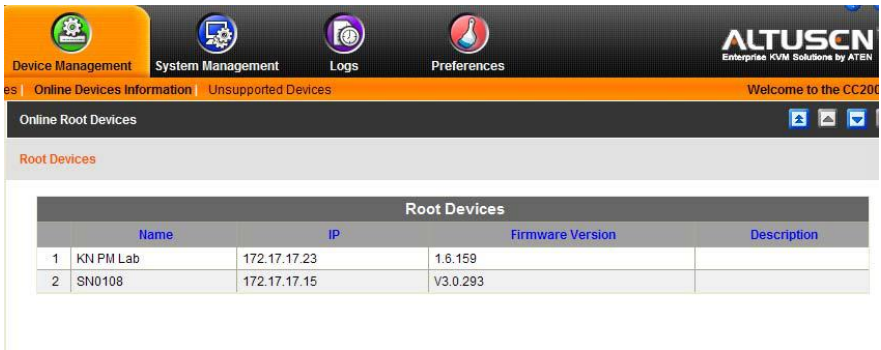 Device Management System Management Logs Preferences
ALTUSEN
Enterprise KVM Solutions by ATEN
Online Devices Information | Unsupported Devices
Welcome to the
Online Root Devices
Root Devices
Root Devices
Name IP Firmware Version Description
1 KN PM Lab 172.17.17.23 1.6.159
2 SN0108 172.17.17.15 V3.0.293